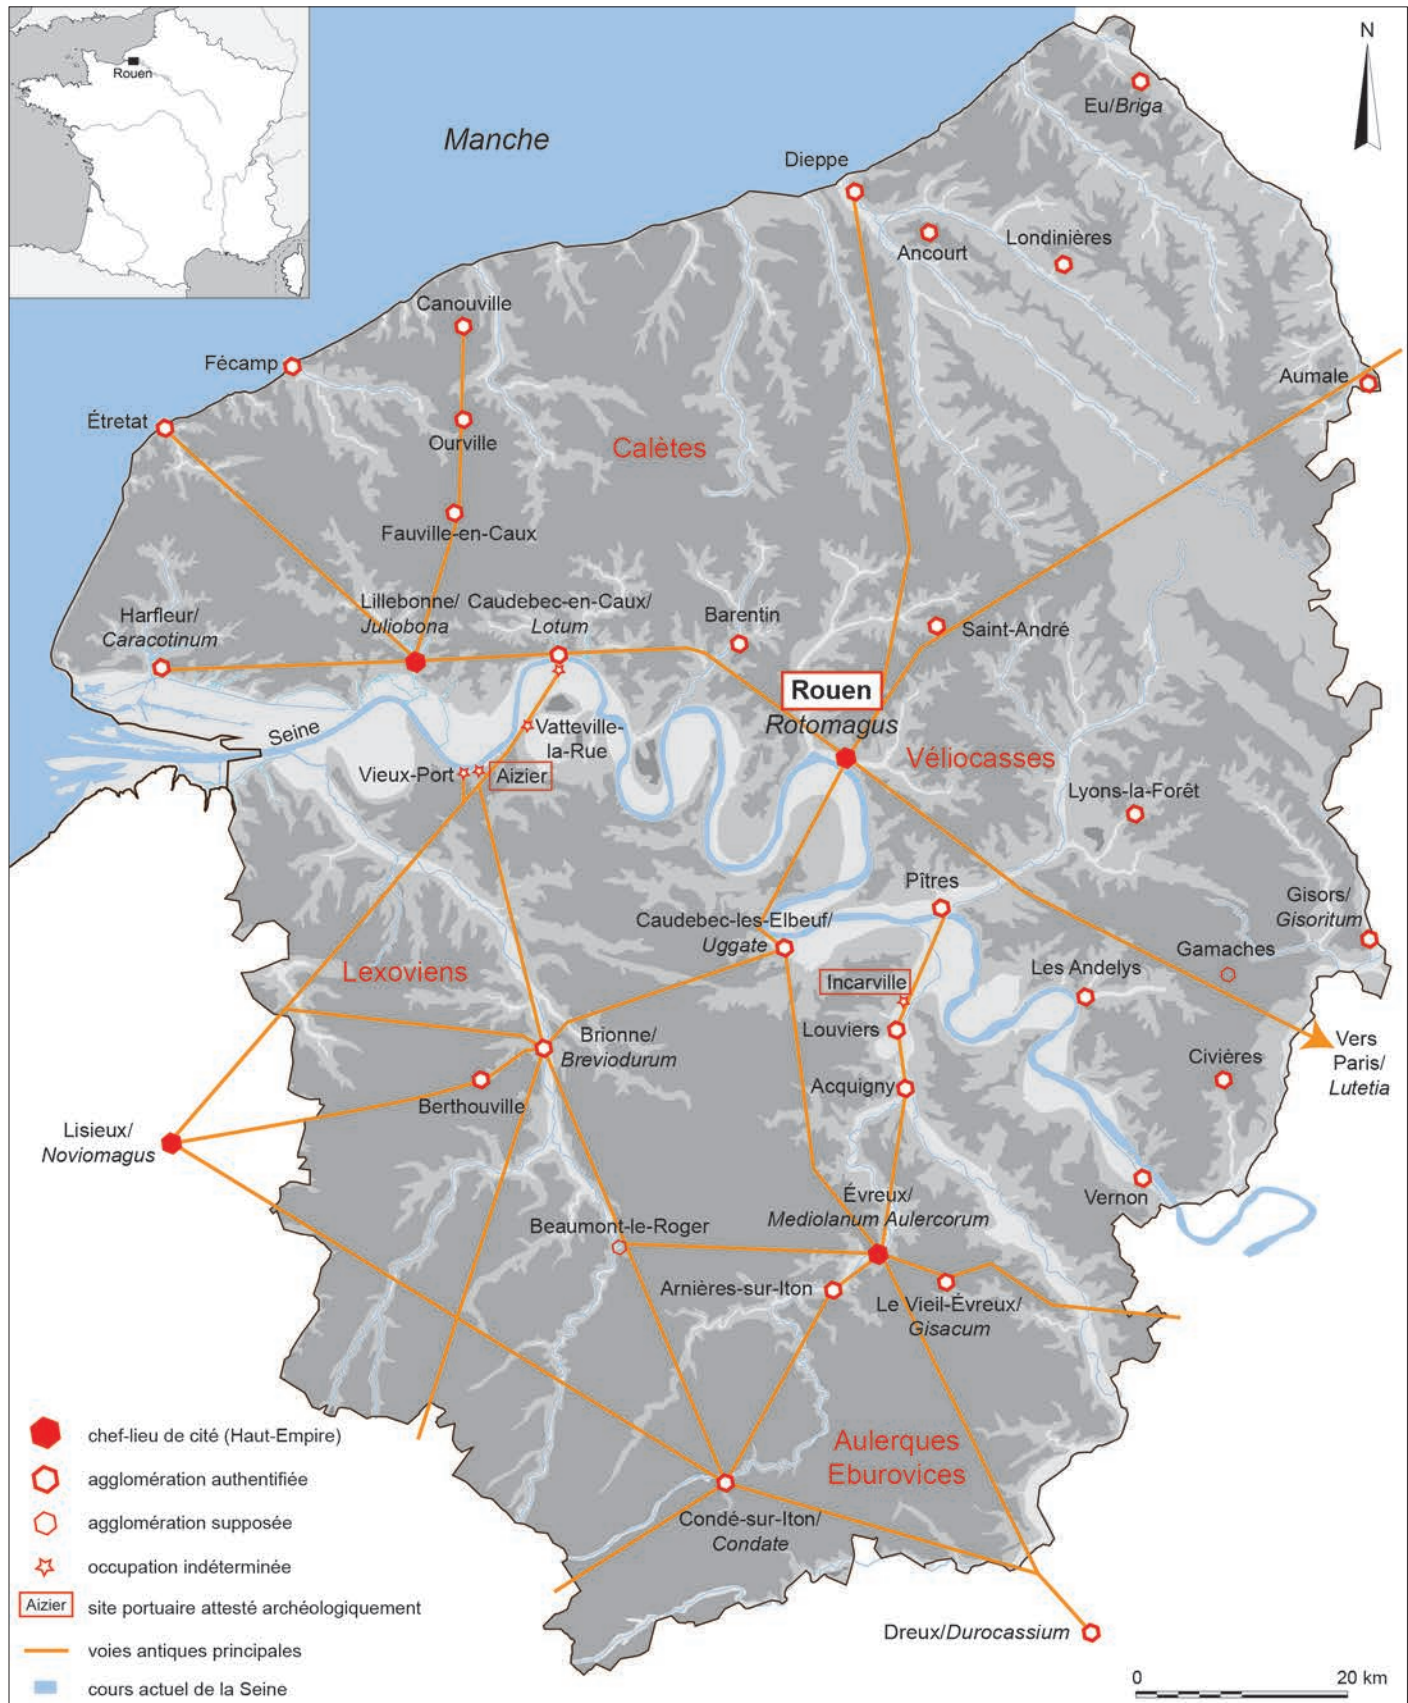 Rouen
N
Manche
Eu/Briga
Dieppe
Ancourt
Londinières
Canouville
Fécamp
Aumale
Étretat
Ourville
Calètes
Fauville-en-Caux
Harfleur/
Caracotinum
Lillebonne/
Juliobona
Caudebec-en-Caux/
Lotum
Barentin
Saint-André
Rouen
Rotomagus
Seine
Vatteville-
la-Rue
Vieux-Port
Aizier
Véliocasses
Lyons-la-Forêt
Pîtres
Caudebec-les-Elbeuf/
Uggate
Gisors/
Gisoritum
Gamaches
Lexoviens
Incarville
Les Andelys
Louviers
Brionne/
Breviodurum
Vers
Paris/
Lutetia
Civières
Acquigny
Berthouville
Lisieux/
Noviomagus
Vernon
Évreux/
Mediolanum Aulercorum
Beaumont-le-Roger
Arnières-sur-Iton
Le Vieil-Évreux/
Gisacum
Aulerques
Eburovices
Condé-sur-Iton/
Condate
Dreux/Durocassium
chef-lieu de cité (Haut-Empire)
agglomération authentifiée
agglomération supposée
occupation indéterminée
Aizier site portuaire attesté archéologiquement
voies antiques principales
cours actuel de la Seine
0 20 km